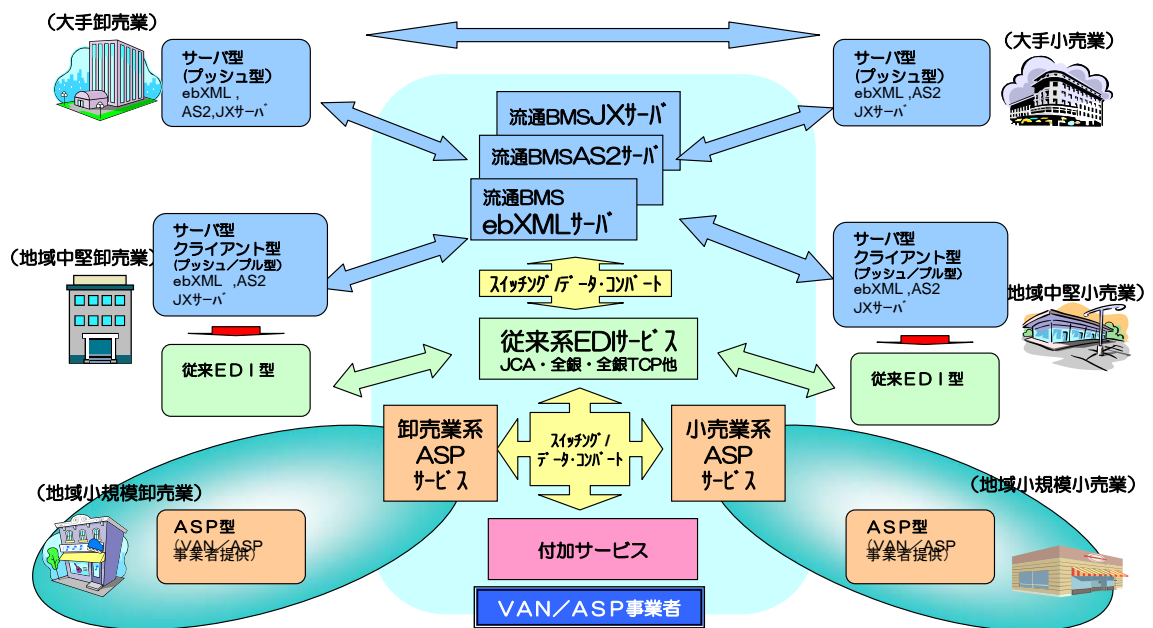 （大手卸売業）
サーバ型
（プッシュ型）
ebXML ,
AS2,JXサーバ
（大手小売業）
サーバ型
（プッシュ型）
ebXML ,AS2
JXサーバ
流通BMSJXサーバ
流通BMSAS2サーバ
流通BMS
ebXMLサーバ
（地域中堅卸売業）
サーバ型
クライアント型
（プッシュ／プル型）
ebXML ,AS2
JXサーバ
サーバ型
クライアント型
（プッシュ／プル型）
ebXML ,AS2
JXサーバ
地域中堅小売業）
スイッチング/データ・コンバート
従来系EDIサービス
JCA・全銀・全銀TCP他
従来ＥＤＩ型
従来ＥＤＩ型
卸売業系
ASP
サービス
スイッチング/
データ・コンバート
小売業系
ASP
サービス
（地域小規模卸売業）
ＡＳＰ型
（VAN／ASP
事業者提供）
（地域小規模小売業）
ＡＳＰ型
（VAN／ASP
事業者提供）
付加サービス
ＶＡＮ／ＡＳＰ事業者